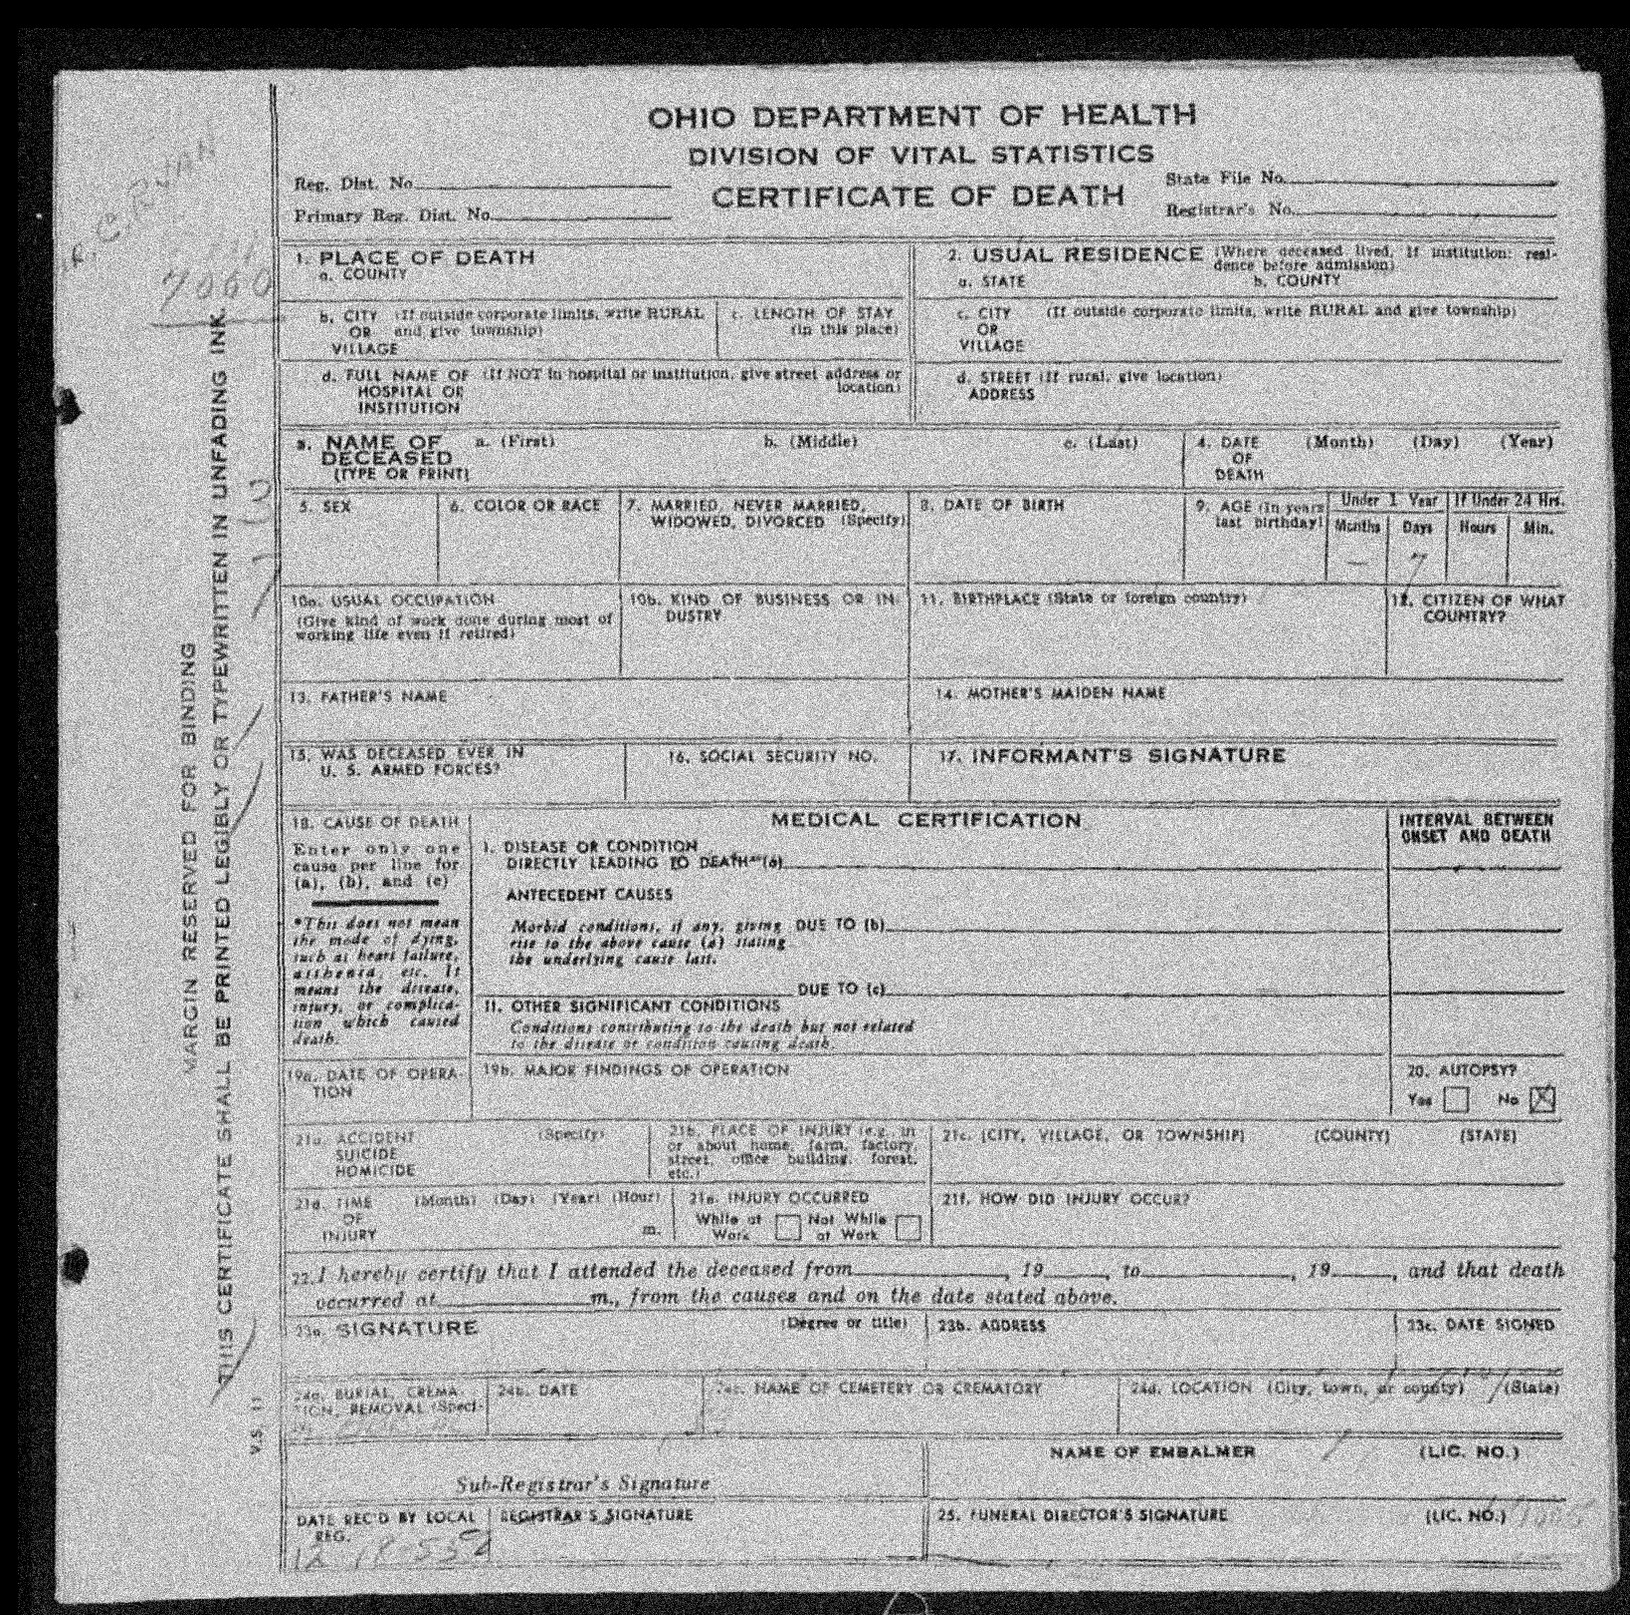 OHIO DEPARTMENT OF HEALTH
DIVISION OF VITAL STATISTICS
CERTIFICATE OF DEATH
Reg. Dist. No.
Primary Reg. Dist. No.
State File No.
Registrar's No.
7060
MARGIN RESERVED FOR BINDING
THIS CERTIFICATE SHALL BE PRINTED LEGIBLY OR TYPEWRITTEN IN UNFADING INK.
V.S. 11
1. PLACE OF DEATH
a. COUNTY
2. USUAL RESIDENCE (Where deceased lived. If institution: resi-
dence before admission)
a. STATE b. COUNTY
b. CITY (If outside corporate limits, write RURAL
OR and give township)
VILLAGE
c. LENGTH OF STAY
(in this place)
c. CITY (If outside corporate limits, write RURAL and give township)
OR
VILLAGE
d. FULL NAME OF (If NOT in hospital or institution, give street address or
HOSPITAL OR location)
INSTITUTION
d. STREET (If rural, give location)
ADDRESS
3. NAME OF a. (First) b. (Middle) c. (Last)
DECEASED
(TYPE OR PRINT)
4. DATE (Month) (Day) (Year)
OF
DEATH
5. SEX
6. COLOR OR RACE
7. MARRIED, NEVER MARRIED,
WIDOWED, DIVORCED (Specify)
8. DATE OF BIRTH
9. AGE (In years
last birthday)
Under 1 Year If Under 24 Hrs.
Months Days Hours Min.
— 7
10a. USUAL OCCUPATION
(Give kind of work done during most of
working life even if retired)
10b. KIND OF BUSINESS OR IN-
DUSTRY
11. BIRTHPLACE (State or foreign country)
12. CITIZEN OF WHAT
COUNTRY?
13. FATHER'S NAME
14. MOTHER'S MAIDEN NAME
15. WAS DECEASED EVER IN
U. S. ARMED FORCES?
16. SOCIAL SECURITY NO.
17. INFORMANT'S SIGNATURE
18. CAUSE OF DEATH
Enter only one
cause per line for
(a), (b), and (c)
*This does not mean
the mode of dying,
such as heart failure,
asthenia, etc. It
means the disease,
injury, or complica-
tion which caused
death.
MEDICAL CERTIFICATION
INTERVAL BETWEEN
ONSET AND DEATH
I. DISEASE OR CONDITION
DIRECTLY LEADING TO DEATH*(a)
ANTECEDENT CAUSES
Morbid conditions, if any, giving DUE TO (b)
rise to the above cause (a) stating
the underlying cause last.
DUE TO (c)
II. OTHER SIGNIFICANT CONDITIONS
Conditions contributing to the death but not related
to the disease or condition causing death.
19a. DATE OF OPERA-
TION
19b. MAJOR FINDINGS OF OPERATION
20. AUTOPSY?
Yes No X
21a. ACCIDENT (Specify)
SUICIDE
HOMICIDE
21b. PLACE OF INJURY (e.g. in
or about home, farm, factory,
street, office building, forest,
etc.)
21c. (CITY, VILLAGE, OR TOWNSHIP) (COUNTY) (STATE)
21d. TIME (Month) (Day) (Year) (Hour)
OF
INJURY m.
21e. INJURY OCCURRED
While at Not While
Work at Work
21f. HOW DID INJURY OCCUR?
22. I hereby certify that I attended the deceased from , 19 , to , 19 , and that death
occurred at m., from the causes and on the date stated above.
23a. SIGNATURE (Degree or title)
23b. ADDRESS
23c. DATE SIGNED
24a. BURIAL, CREMA-
TION, REMOVAL (Speci-
fy)
24b. DATE
24c. NAME OF CEMETERY OR CREMATORY
24d. LOCATION (City, town, or county) (State)
Sub-Registrar's Signature
NAME OF EMBALMER (LIC. NO.)
DATE REC'D BY LOCAL
REG.
REGISTRAR'S SIGNATURE
25. FUNERAL DIRECTOR'S SIGNATURE (LIC. NO.)